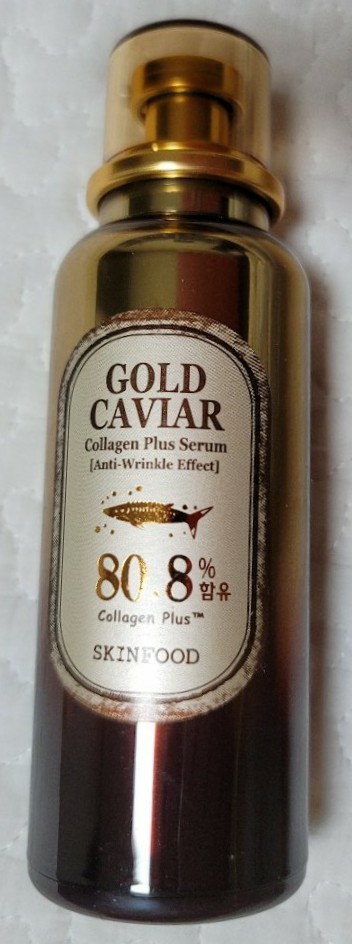 GOLD
CAVIAR
Collagen Plus Serum
[Anti-Wrinkle Effect]
80.8% 함유
Collagen Plus™
SKINFOOD